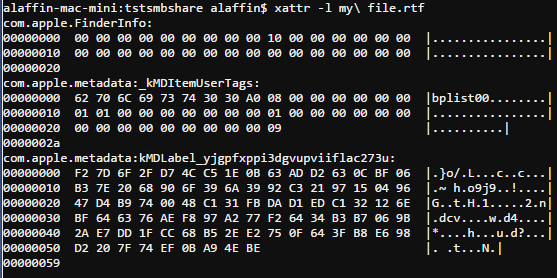 alaffin-mac-mini:tstsmbshare alaffin$ xattr -l my\ file.rtf
com.apple.FinderInfo:
00000000  00 00 00 00 00 00 00 00 10 00 00 00 00 00 00 00  |................|
00000010  00 00 00 00 00 00 00 00 00 00 00 00 00 00 00 00  |................|
00000020
com.apple.metadata:_kMDItemUserTags:
00000000  62 70 6C 69 73 74 30 30 A0 08 00 00 00 00 00 00  |bplist00........|
00000010  01 01 00 00 00 00 00 00 00 01 00 00 00 00 00 00  |................|
00000020  00 00 00 00 00 00 00 00 00 09                    |..........|
0000002a
com.apple.metadata:kMDLabel_yjgpfxppi3dgvupviiflac273u:
00000000  F2 7D 6F 2F D7 4C C5 1E 0B 63 AD D2 63 0C BF 06  |.}o/.L...c..c...|
00000010  B3 7E 20 68 90 6F 39 6A 39 92 C3 21 97 15 04 96  |.~ h.o9j9..!....|
00000020  47 D4 B9 74 00 48 C1 31 FB DA D1 ED C1 32 12 6E  |G..t.H.1.....2.n|
00000030  BF 64 63 76 AE F8 97 A2 77 F2 64 34 B3 B7 06 9B  |.dcv....w.d4....|
00000040  2A E7 DD 1F CC 68 B5 2E E2 75 0F 64 3F B8 E6 98  |*....h...u.d?...|
00000050  D2 20 7F 74 EF 0B A9 4E BE                       |. .t...N.|
00000059